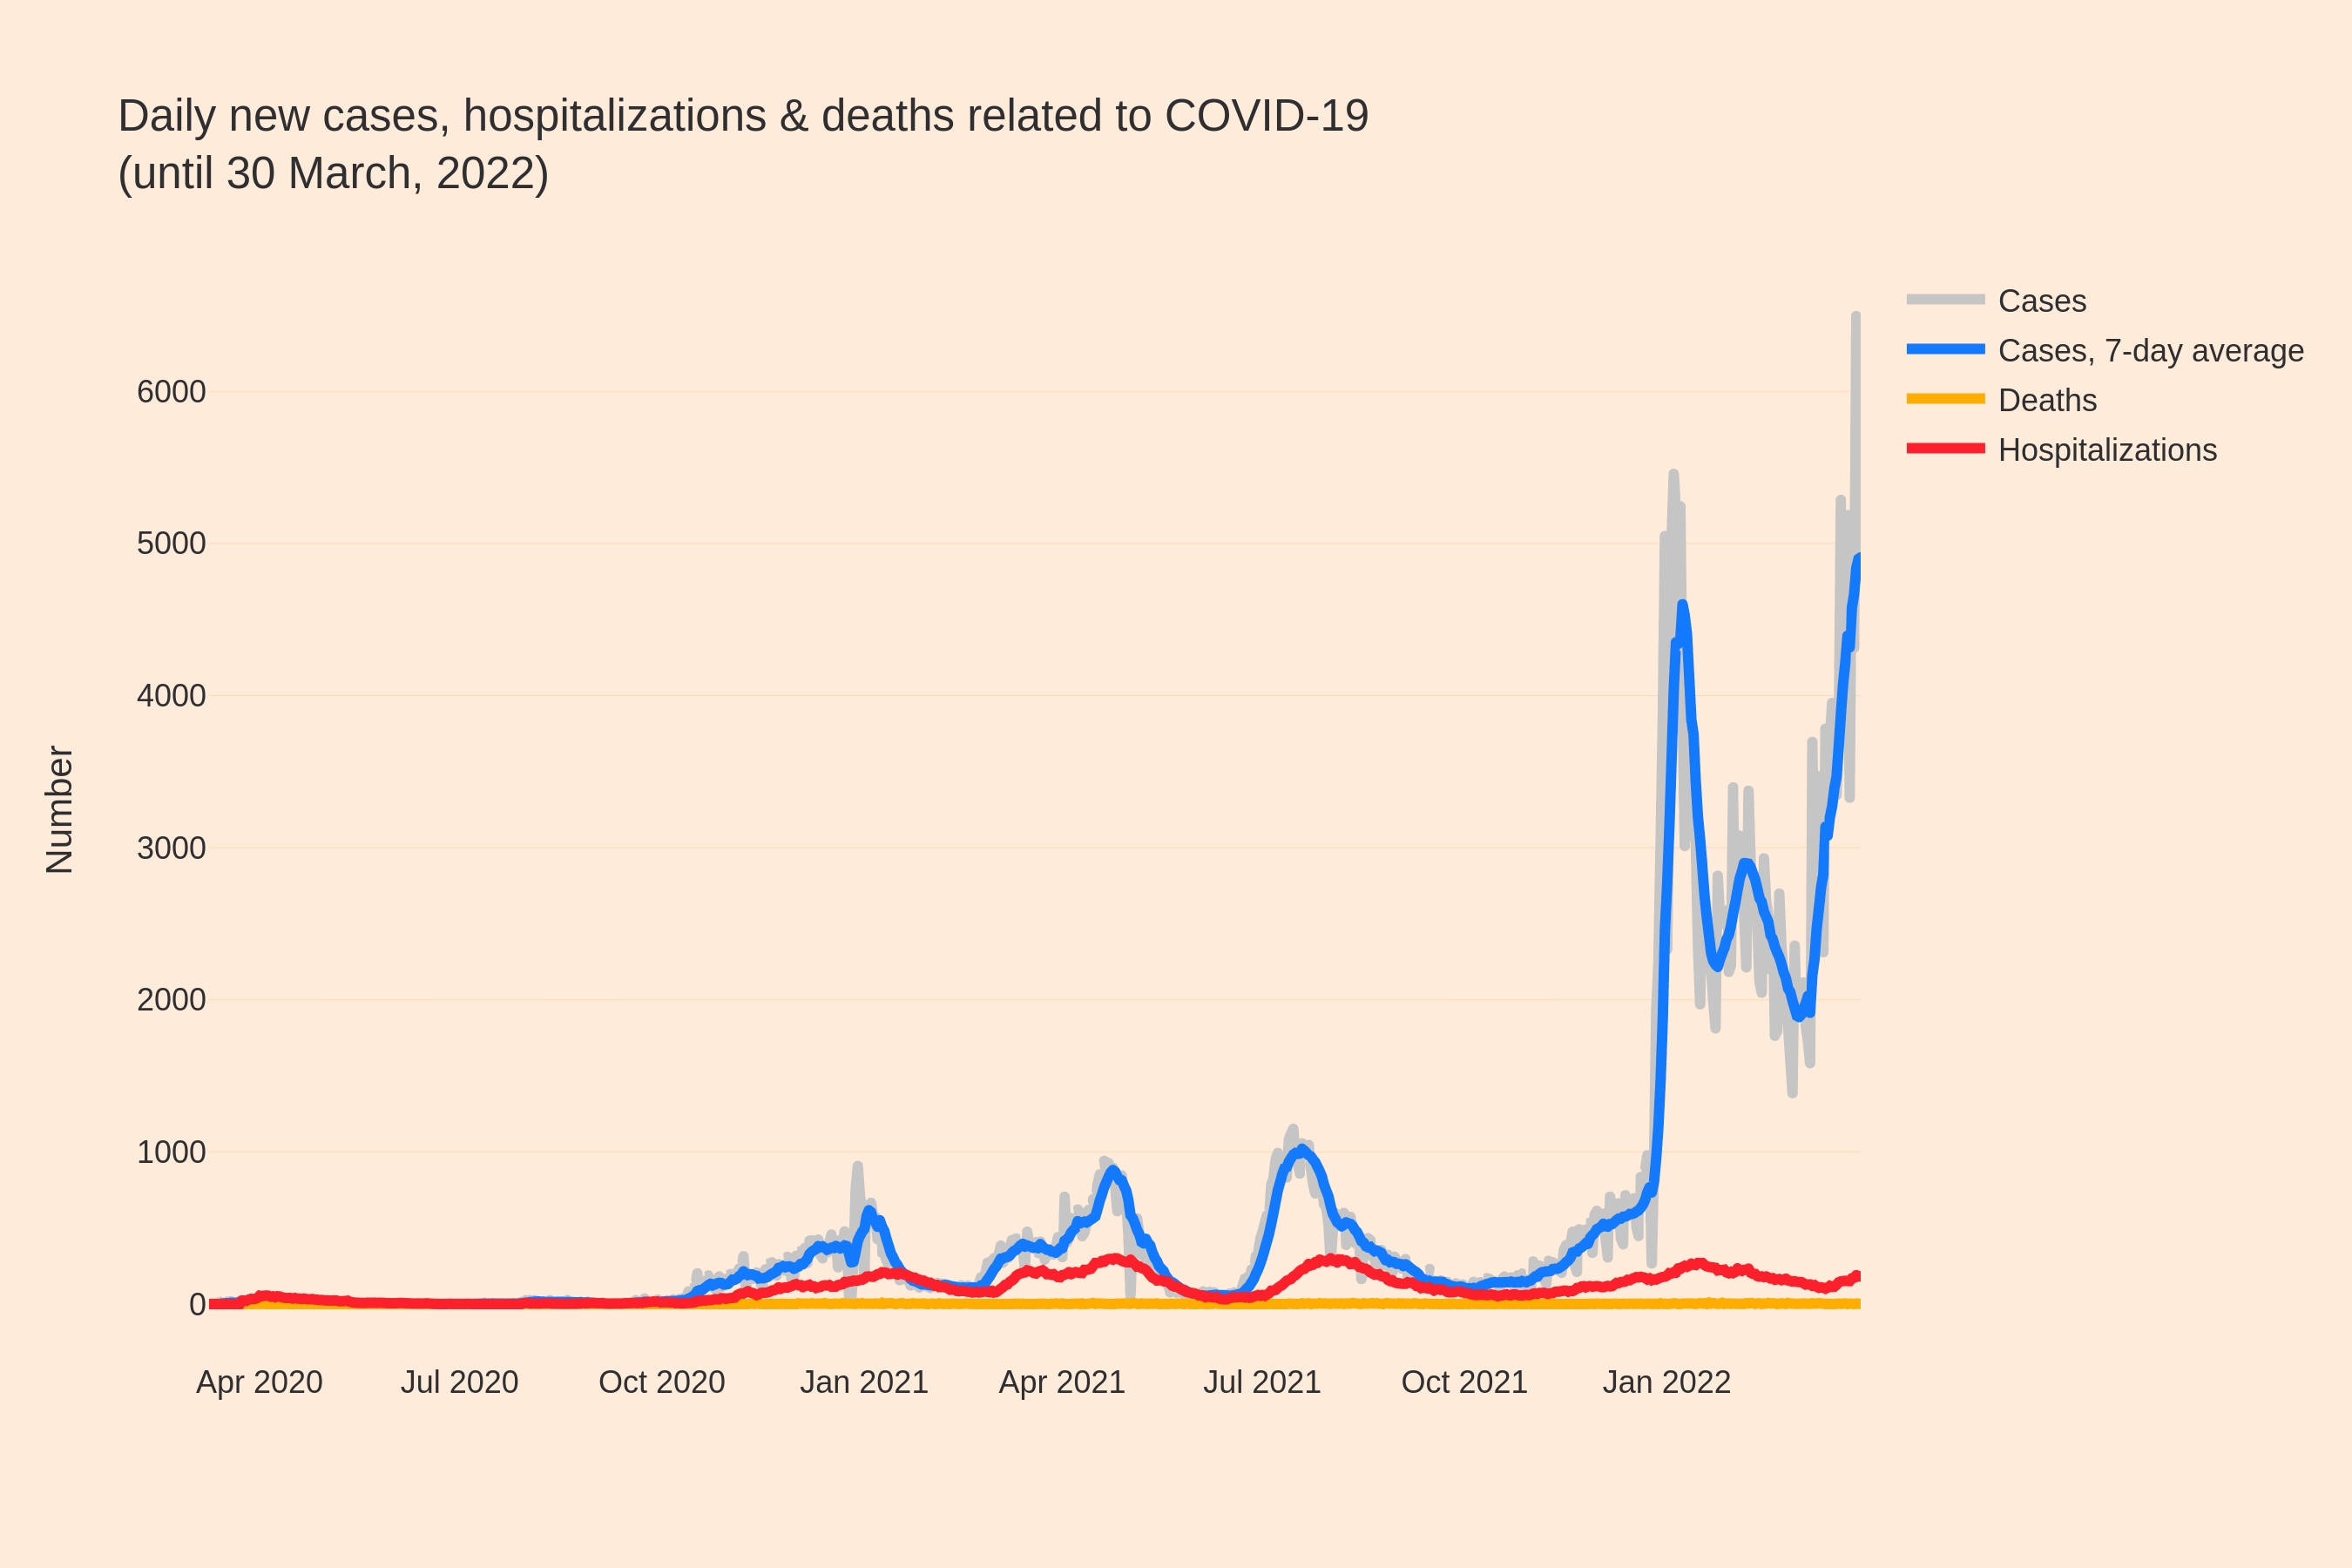 Daily new cases, hospitalizations & deaths related to COVID-19
(until 30 March, 2022)
Cases
Cases, 7-day average
Deaths
Hospitalizations
Number
6000
5000
4000
3000
2000
1000
0
Apr 2020
Jul 2020
Oct 2020
Jan 2021
Apr 2021
Jul 2021
Oct 2021
Jan 2022